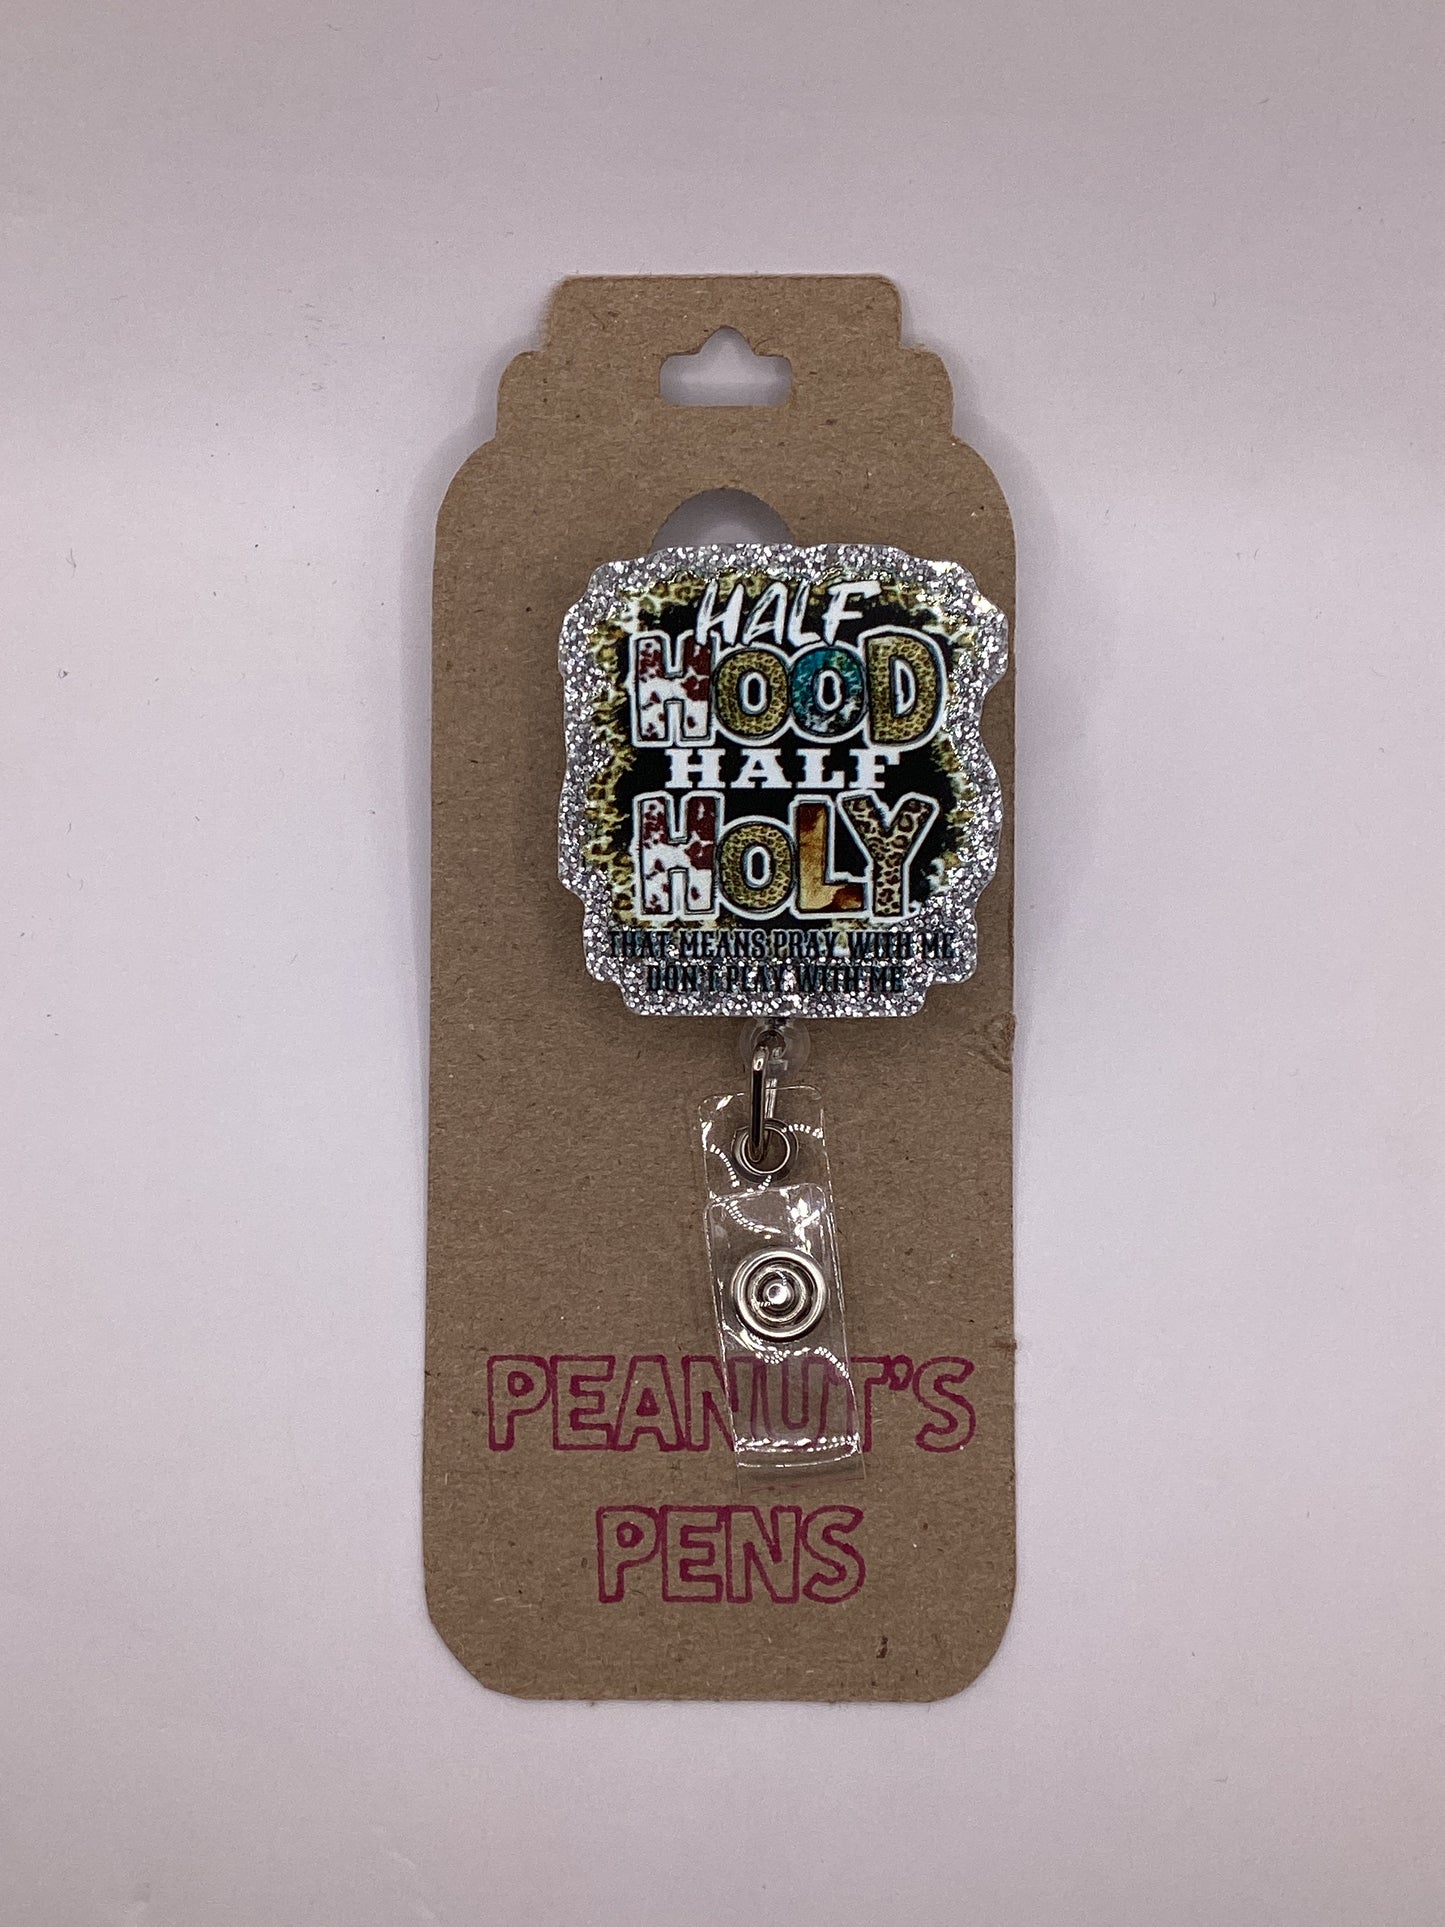 HALF
HOOD
HALF
HOLY
THAT MEANS PRAY WITH ME
DON'T PLAY WITH ME
PEANUT'S
PENS